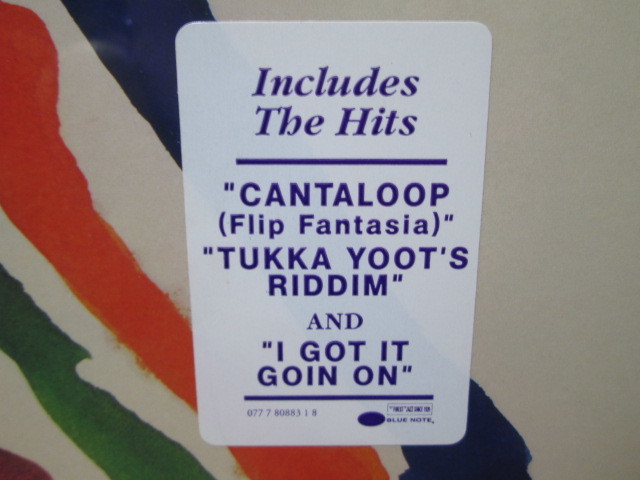 Includes
The Hits
"CANTALOOP
(Flip Fantasia)"
"TUKKA YOOT'S
RIDDIM"
AND
"I GOT IT
GOIN ON"
077 7 80883 1 8
BLUE NOTE